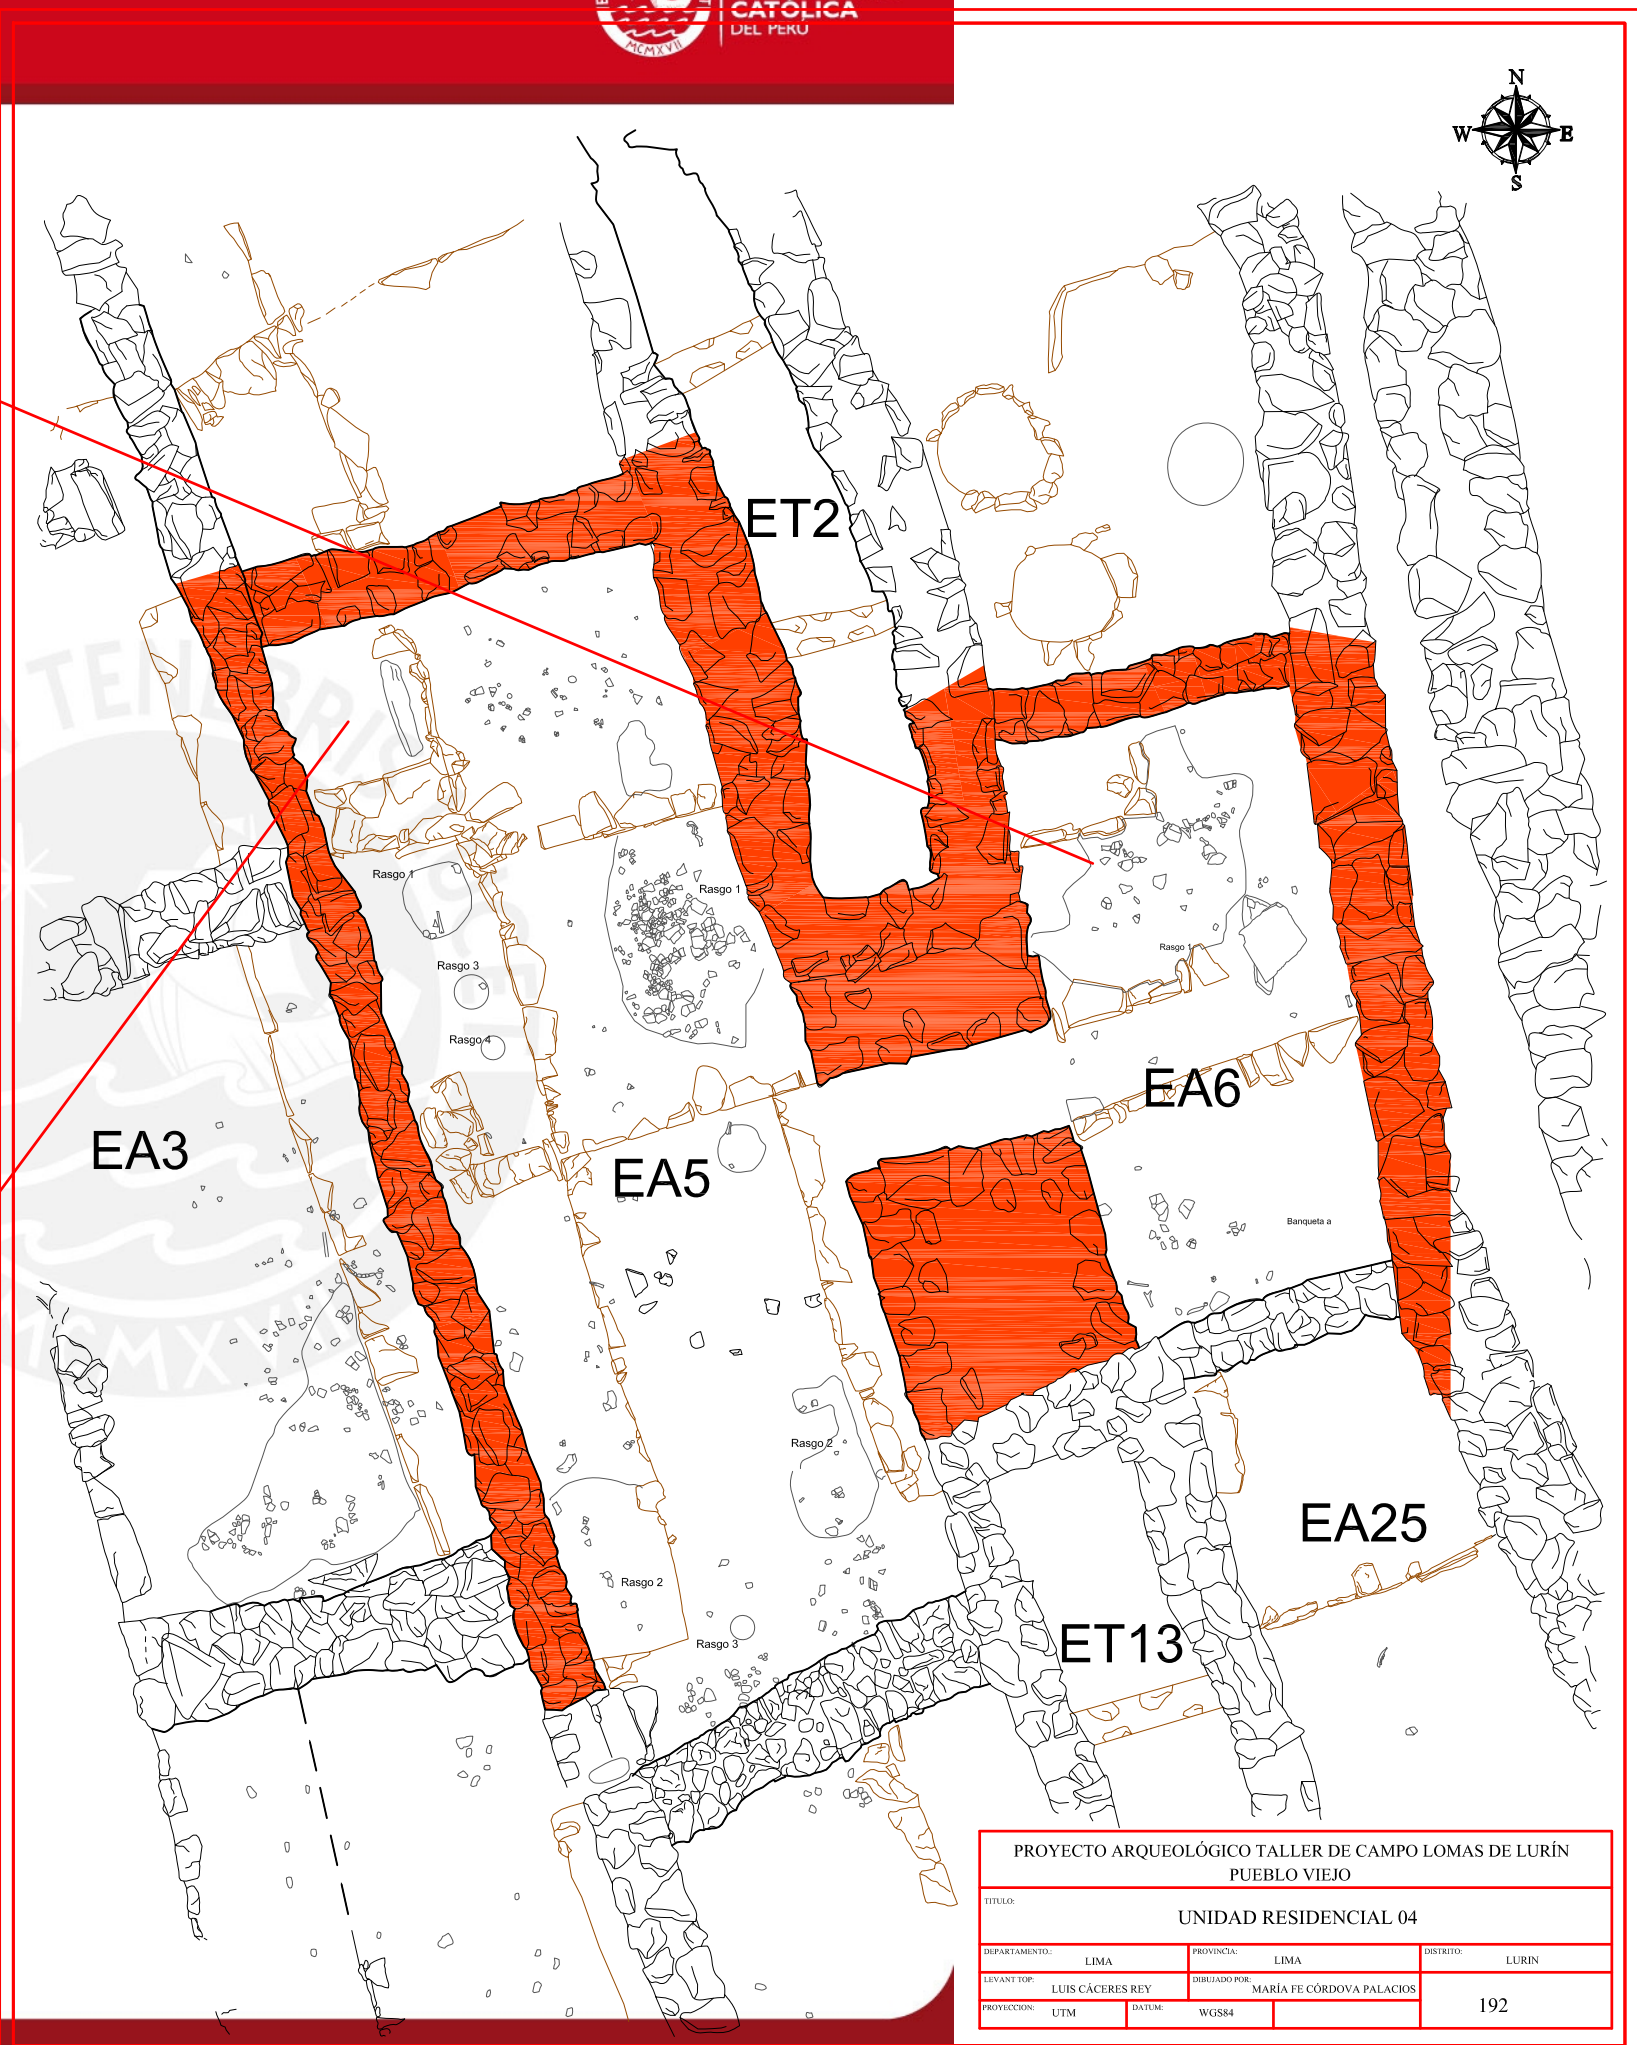 CATOLICA
DEL PERÚ
MCMXVII
N
W E
S
ET2
TENEBRIS
Rasgo 1
Rasgo 1
Rasgo 1
Rasgo 3
Rasgo 4
EA3
EA5
EA6
Banqueta a
MCMXVII
Rasgo 2
Rasgo 2
Rasgo 3
EA25
ET13
PROYECTO ARQUEOLÓGICO TALLER DE CAMPO LOMAS DE LURÍN
PUEBLO VIEJO
TITULO:
UNIDAD RESIDENCIAL 04
DEPARTAMENTO.: LIMA PROVINCIA: LIMA DISTRITO: LURIN
LEVANT TOP: LUIS CÁCERES REY DIBUJADO POR: MARÍA FE CÓRDOVA PALACIOS
192
PROYECCION: UTM DATUM: WGS84